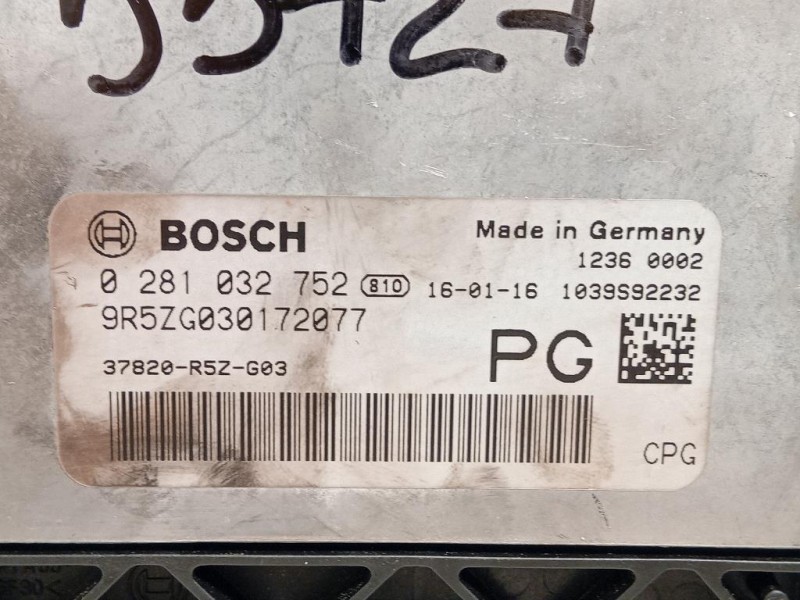 BOSCH
Made in Germany
1236 0002
0 281 032 752 810 16-01-16 1039S92232
9R5ZG030172077
37820-R5Z-G03
PG
CPG